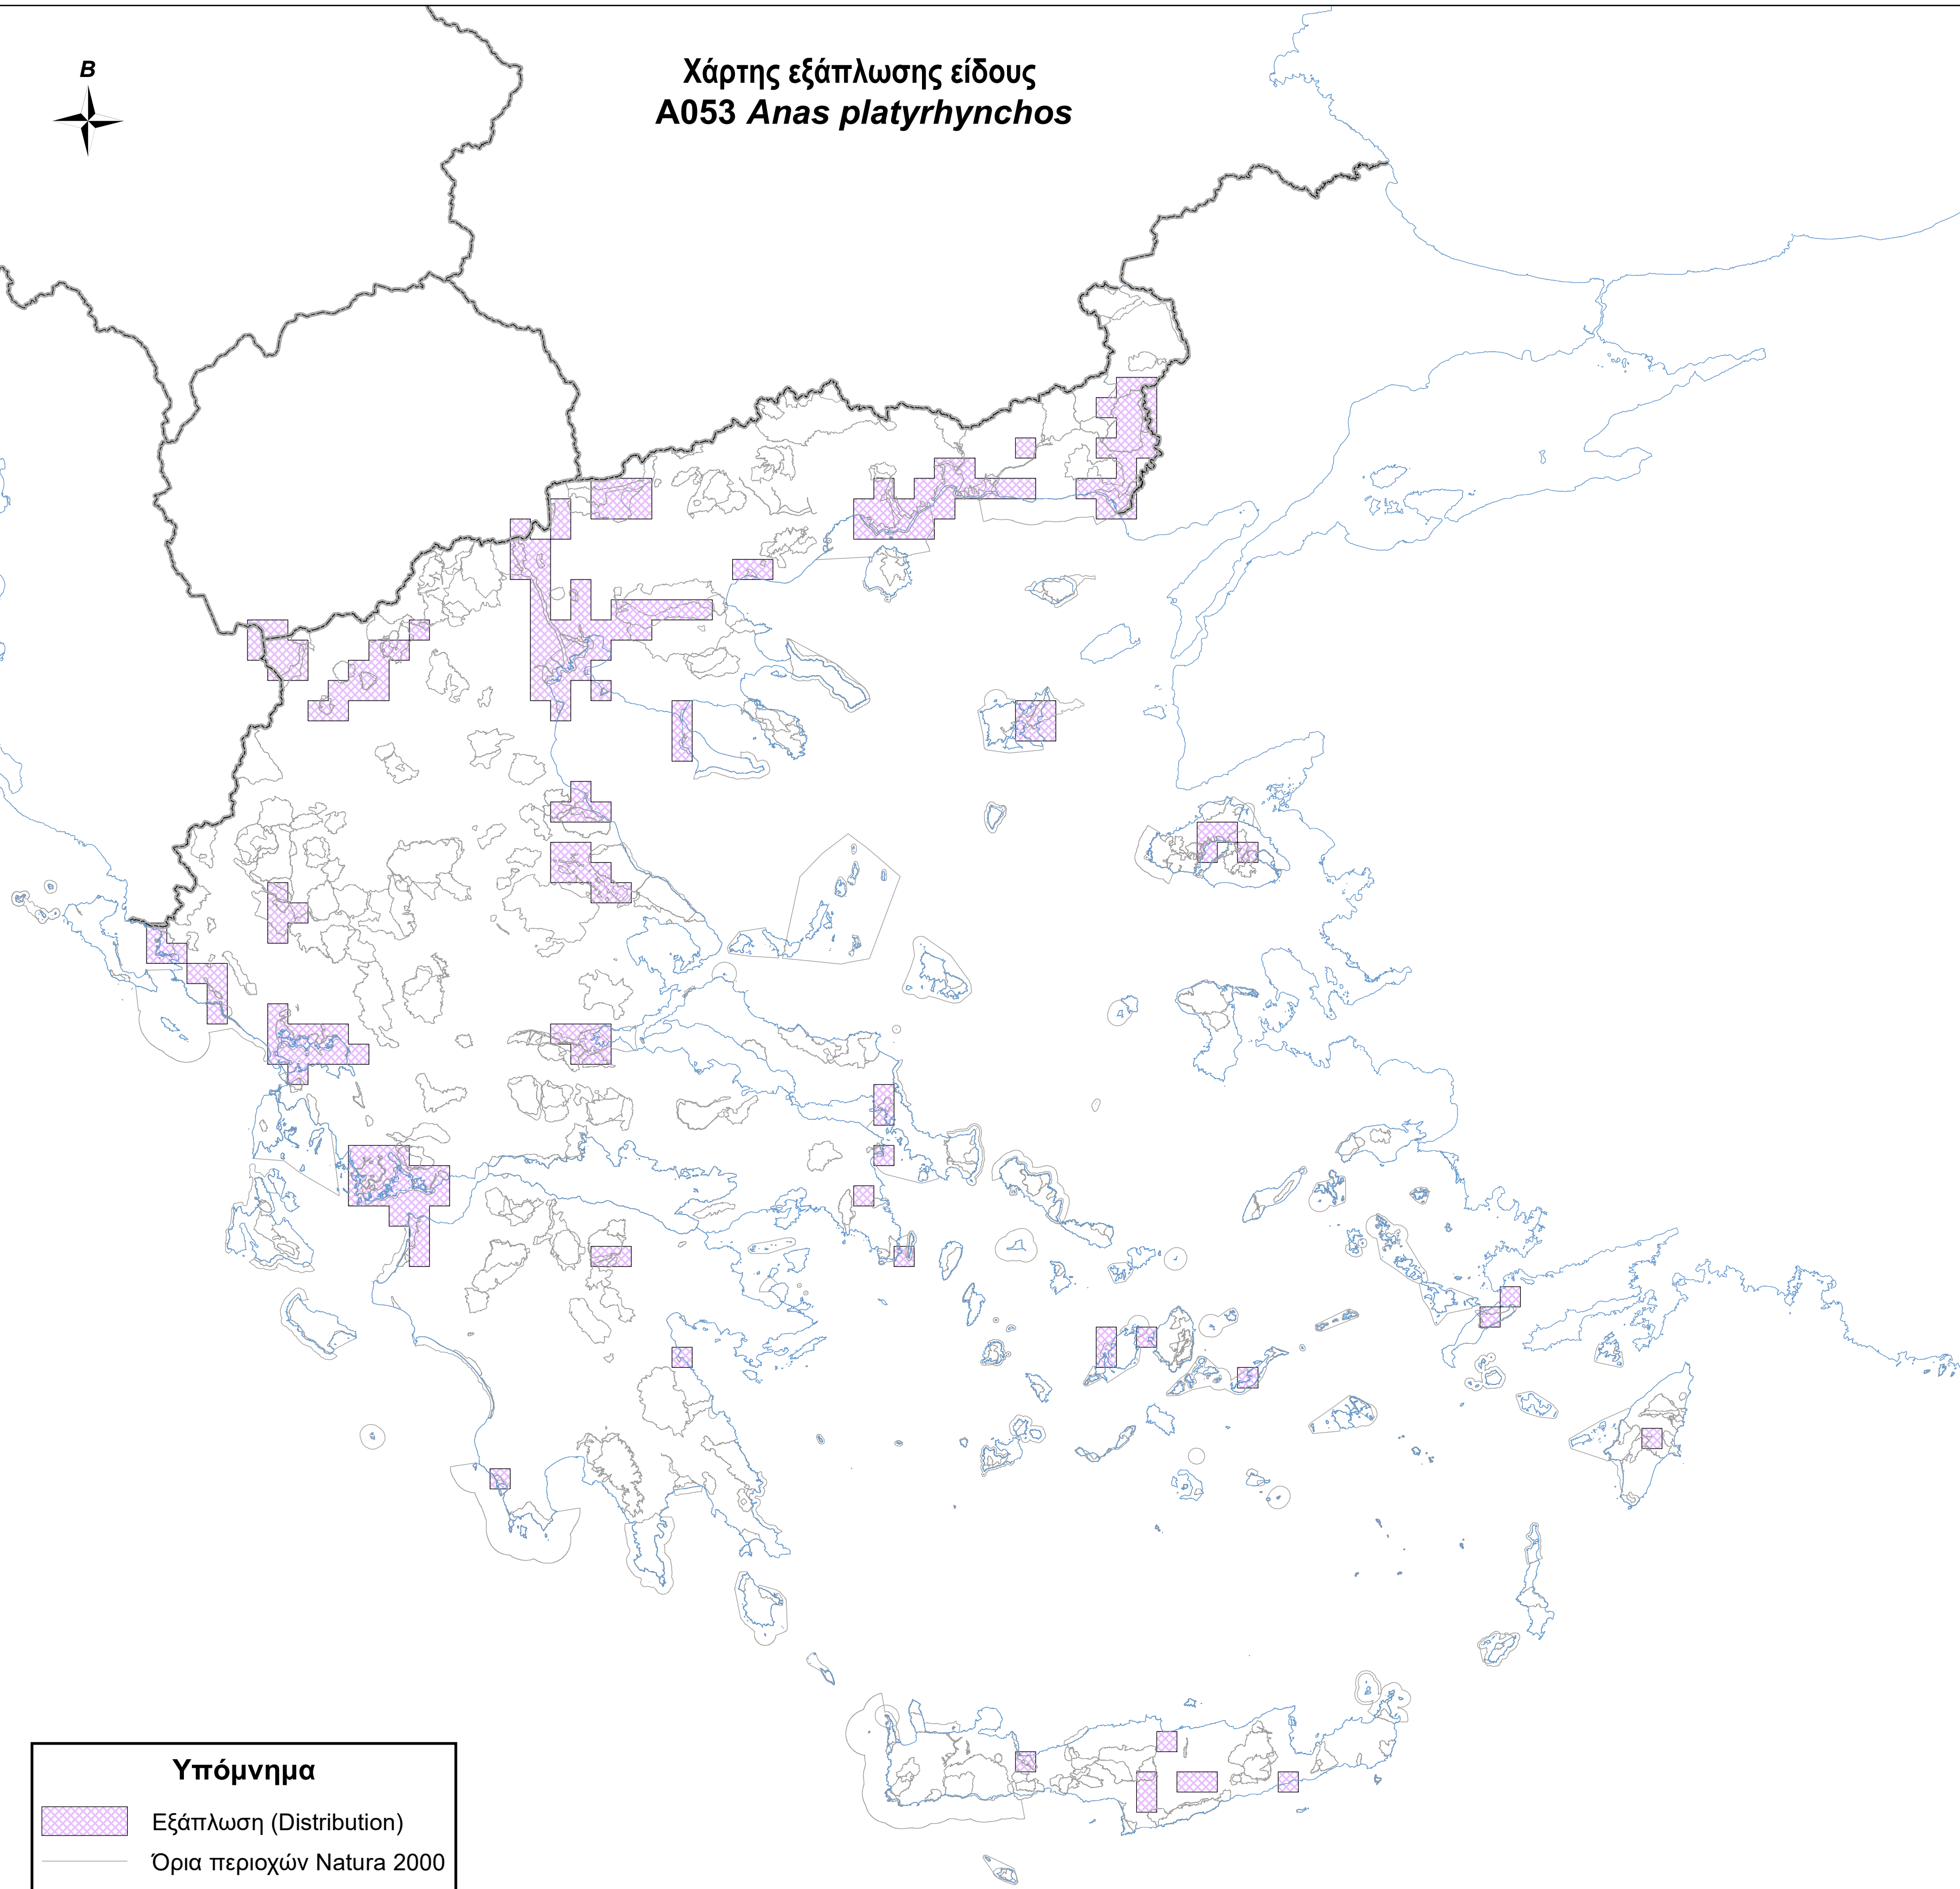 Β
Χάρτης εξάπλωσης είδους
A053 Anas platyrhynchos
Υπόμνημα
Εξάπλωση (Distribution)
Όρια περιοχών Natura 2000